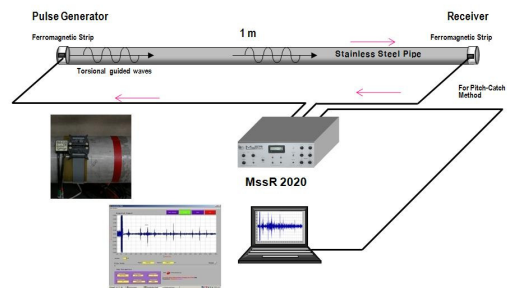 Pulse Generator
Receiver
Ferromagnetic Strip
1 m
Ferromagnetic Strip
Stainless Steel Pipe
Torsional guided waves
For Pitch-Catch
Method
MssR 2020